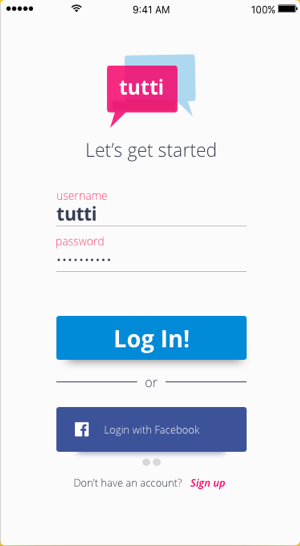 9:41 AM 100%
tutti
Let's get started
username
tutti
password
••••••••••
Log In!
or
Login with Facebook
Don't have an account? Sign up